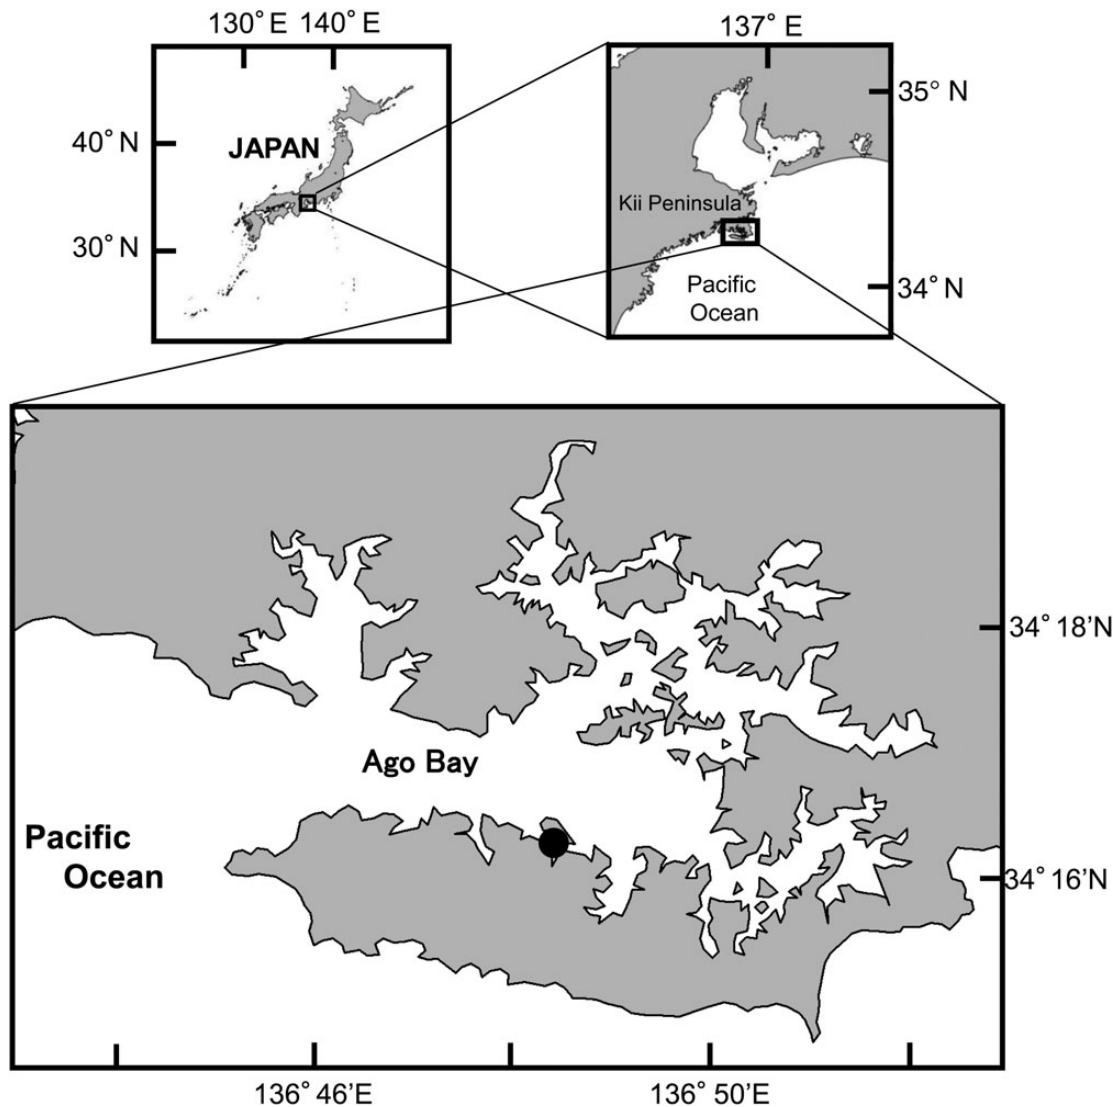 130° E 140° E
137° E
40° N
30° N
JAPAN
35° N
34° N
Kii Peninsula
Pacific
Ocean
34° 18'N
34° 16'N
Ago Bay
Pacific
Ocean
136° 46'E
136° 50'E